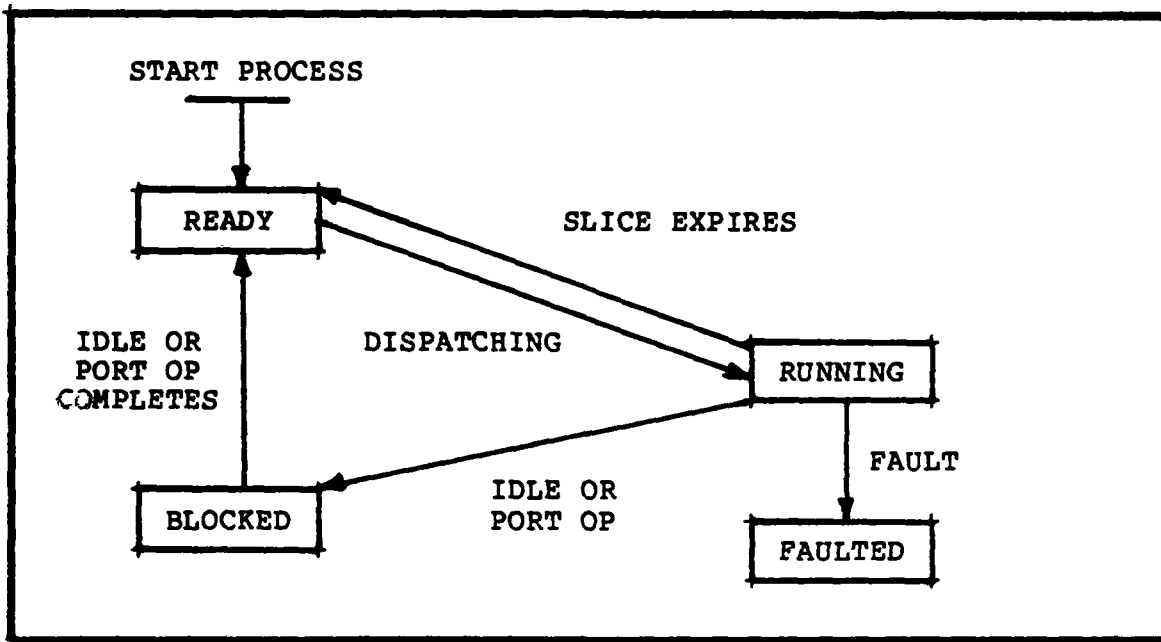 START PROCESS
READY
SLICE EXPIRES
IDLE OR
PORT OP
COMPLETES
DISPATCHING
RUNNING
FAULT
BLOCKED
IDLE OR
PORT OP
FAULTED